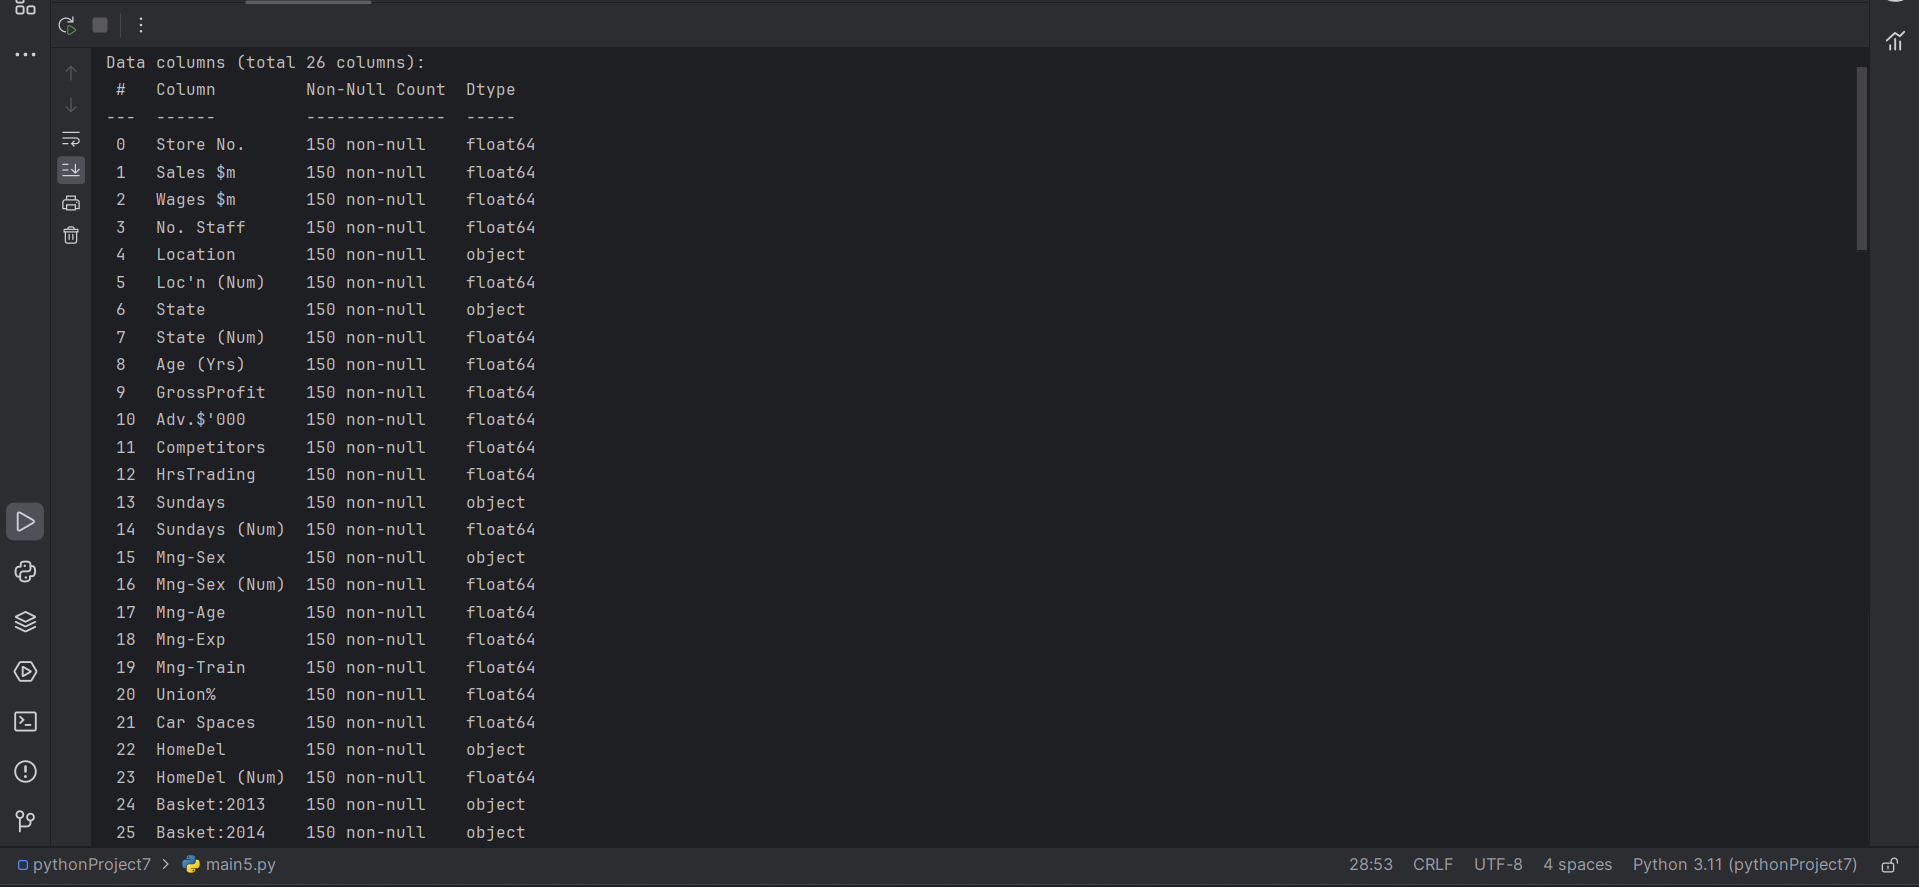 Data columns (total 26 columns):
 #   Column         Non-Null Count  Dtype
---  ------         --------------  -----
 0   Store No.      150 non-null    float64
 1   Sales $m       150 non-null    float64
 2   Wages $m       150 non-null    float64
 3   No. Staff      150 non-null    float64
 4   Location       150 non-null    object
 5   Loc'n (Num)    150 non-null    float64
 6   State          150 non-null    object
 7   State (Num)    150 non-null    float64
 8   Age (Yrs)      150 non-null    float64
 9   GrossProfit    150 non-null    float64
 10  Adv.$'000      150 non-null    float64
 11  Competitors    150 non-null    float64
 12  HrsTrading     150 non-null    float64
 13  Sundays        150 non-null    object
 14  Sundays (Num)  150 non-null    float64
 15  Mng-Sex        150 non-null    object
 16  Mng-Sex (Num)  150 non-null    float64
 17  Mng-Age        150 non-null    float64
 18  Mng-Exp        150 non-null    float64
 19  Mng-Train      150 non-null    float64
 20  Union%         150 non-null    float64
 21  Car Spaces     150 non-null    float64
 22  HomeDel        150 non-null    object
 23  HomeDel (Num)  150 non-null    float64
 24  Basket:2013    150 non-null    object
 25  Basket:2014    150 non-null    object
pythonProject7 > main5.py 28:53 CRLF UTF-8 4 spaces Python 3.11 (pythonProject7)